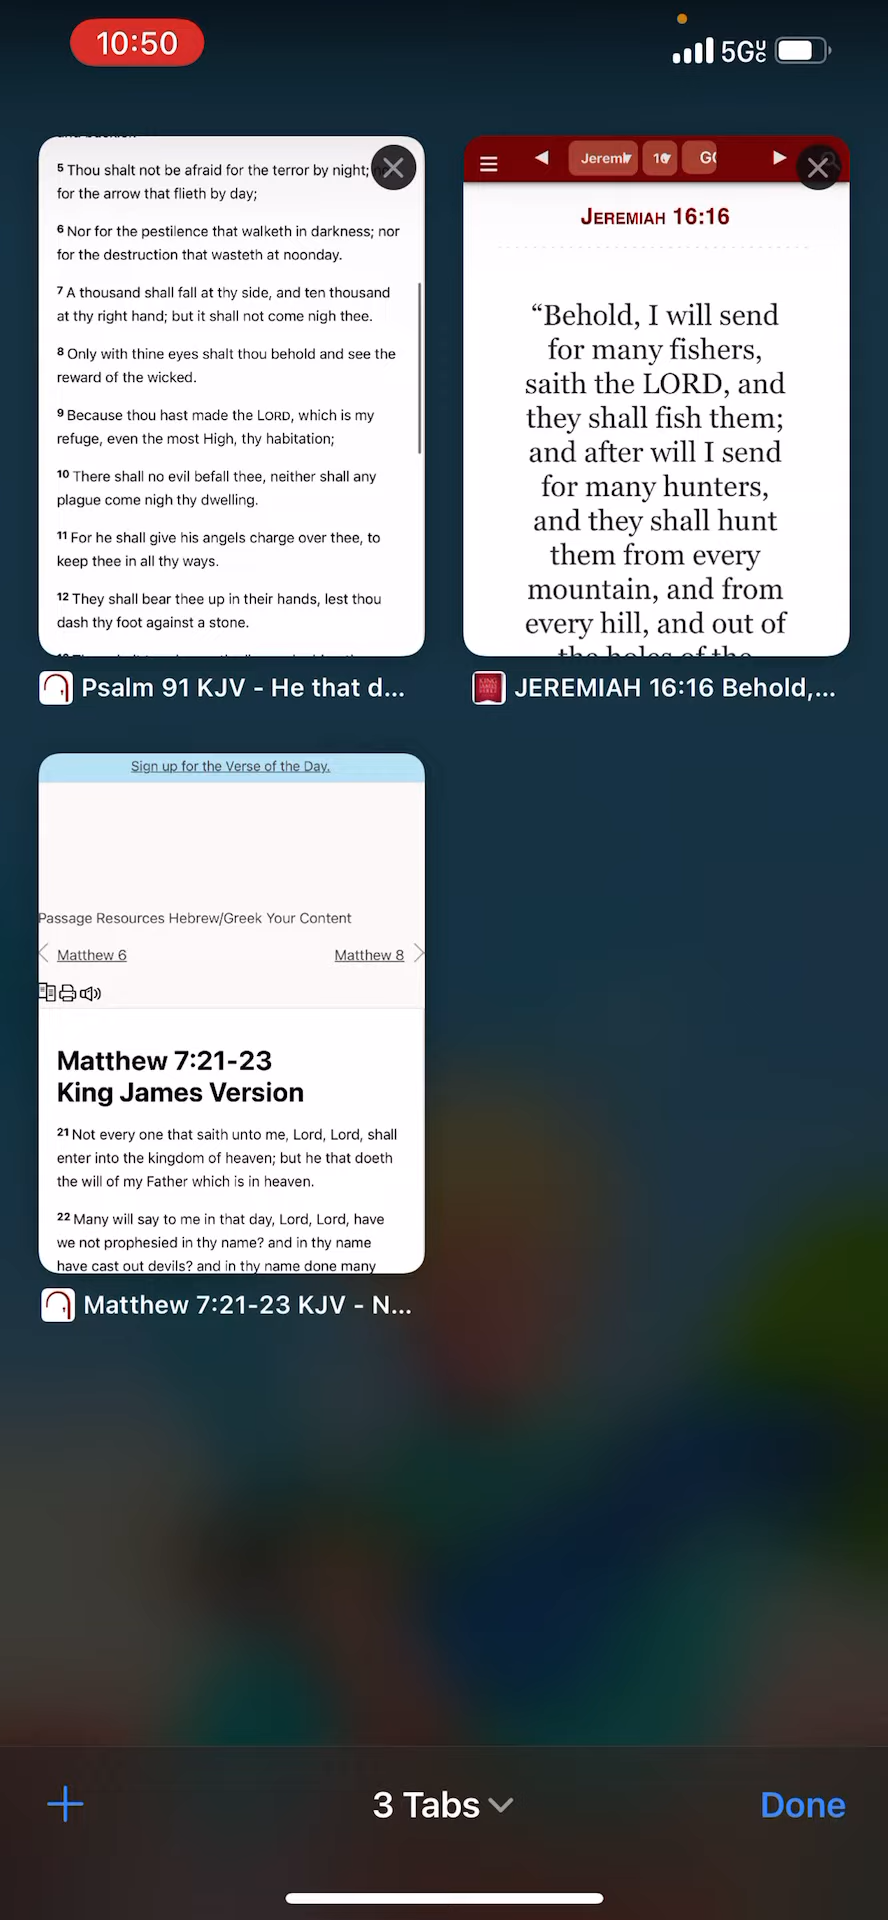 10:50
5G UC
5 Thou shalt not be afraid for the terror by night;
for the arrow that flieth by day;
6 Nor for the pestilence that walketh in darkness; nor
for the destruction that wasteth at noonday.
7 A thousand shall fall at thy side, and ten thousand
at thy right hand; but it shall not come nigh thee.
8 Only with thine eyes shalt thou behold and see the
reward of the wicked.
9 Because thou hast made the LORD, which is my
refuge, even the most High, thy habitation;
10 There shall no evil befall thee, neither shall any
plague come nigh thy dwelling.
11 For he shall give his angels charge over thee, to
keep thee in all thy ways.
12 They shall bear thee up in their hands, lest thou
dash thy foot against a stone.
Psalm 91 KJV - He that d...
Jerem 16 GO
JEREMIAH 16:16
“Behold, I will send
for many fishers,
saith the LORD, and
they shall fish them;
and after will I send
for many hunters,
and they shall hunt
them from every
mountain, and from
every hill, and out of
the holes of the
JEREMIAH 16:16 Behold,...
Sign up for the Verse of the Day.
Passage Resources Hebrew/Greek Your Content
Matthew 6 Matthew 8
Matthew 7:21-23
King James Version
21 Not every one that saith unto me, Lord, Lord, shall
enter into the kingdom of heaven; but he that doeth
the will of my Father which is in heaven.
22 Many will say to me in that day, Lord, Lord, have
we not prophesied in thy name? and in thy name
have cast out devils? and in thy name done many
Matthew 7:21-23 KJV - N...
3 Tabs
Done